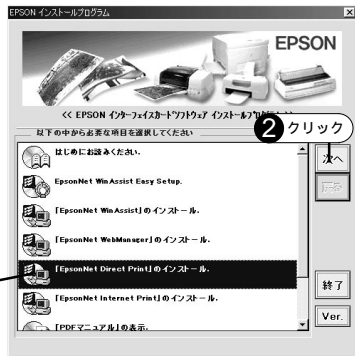 EPSON インストールプログラム
EPSON
<< EPSON インターフェイスカードソフトウェア インストールプログラム >>
以下の中から必要な項目を選択してください
2 クリック
はじめにお読みください.
次へ
EpsonNet WinAssist Easy Setup.
戻る
「EpsonNet WinAssist」のインストール.
「EpsonNet WebManager」のインストール.
「EpsonNet Direct Print」のインストール.
終了
「EpsonNet Internet Print」のインストール.
Ver.
「PDFマニュアル」の表示.